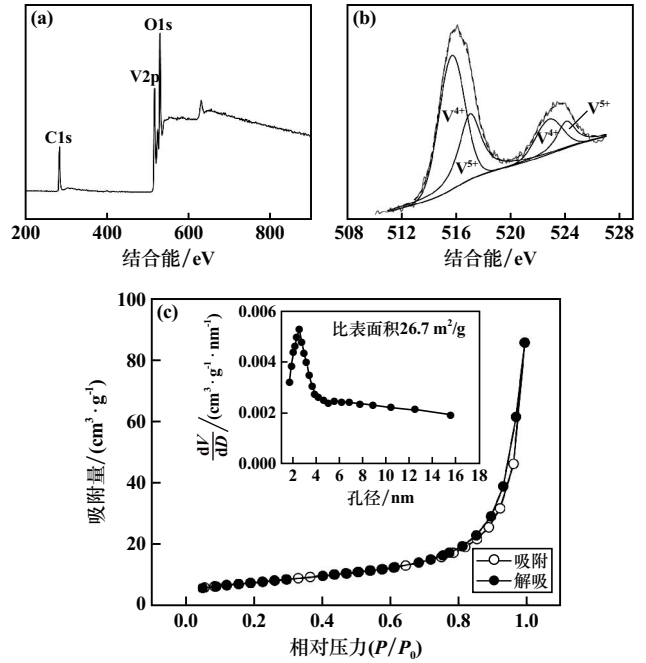 (a)
O1s
V2p
C1s
200 400 600 800
结合能/eV
(b)
V4+
V5+
V4+
V5+
508 512 516 520 524 528
结合能/eV
(c)
100
80
60
40
20
0
吸附量/(cm³·g⁻¹)
0.0 0.2 0.4 0.6 0.8 1.0
相对压力(P/P₀)
吸附
解吸
比表面积26.7 m²/g
0.006
0.004
0.002
0.000
dV/dD/(cm³·g⁻¹·nm⁻¹)
2 4 6 8 10 12 14 16 18
孔径/nm